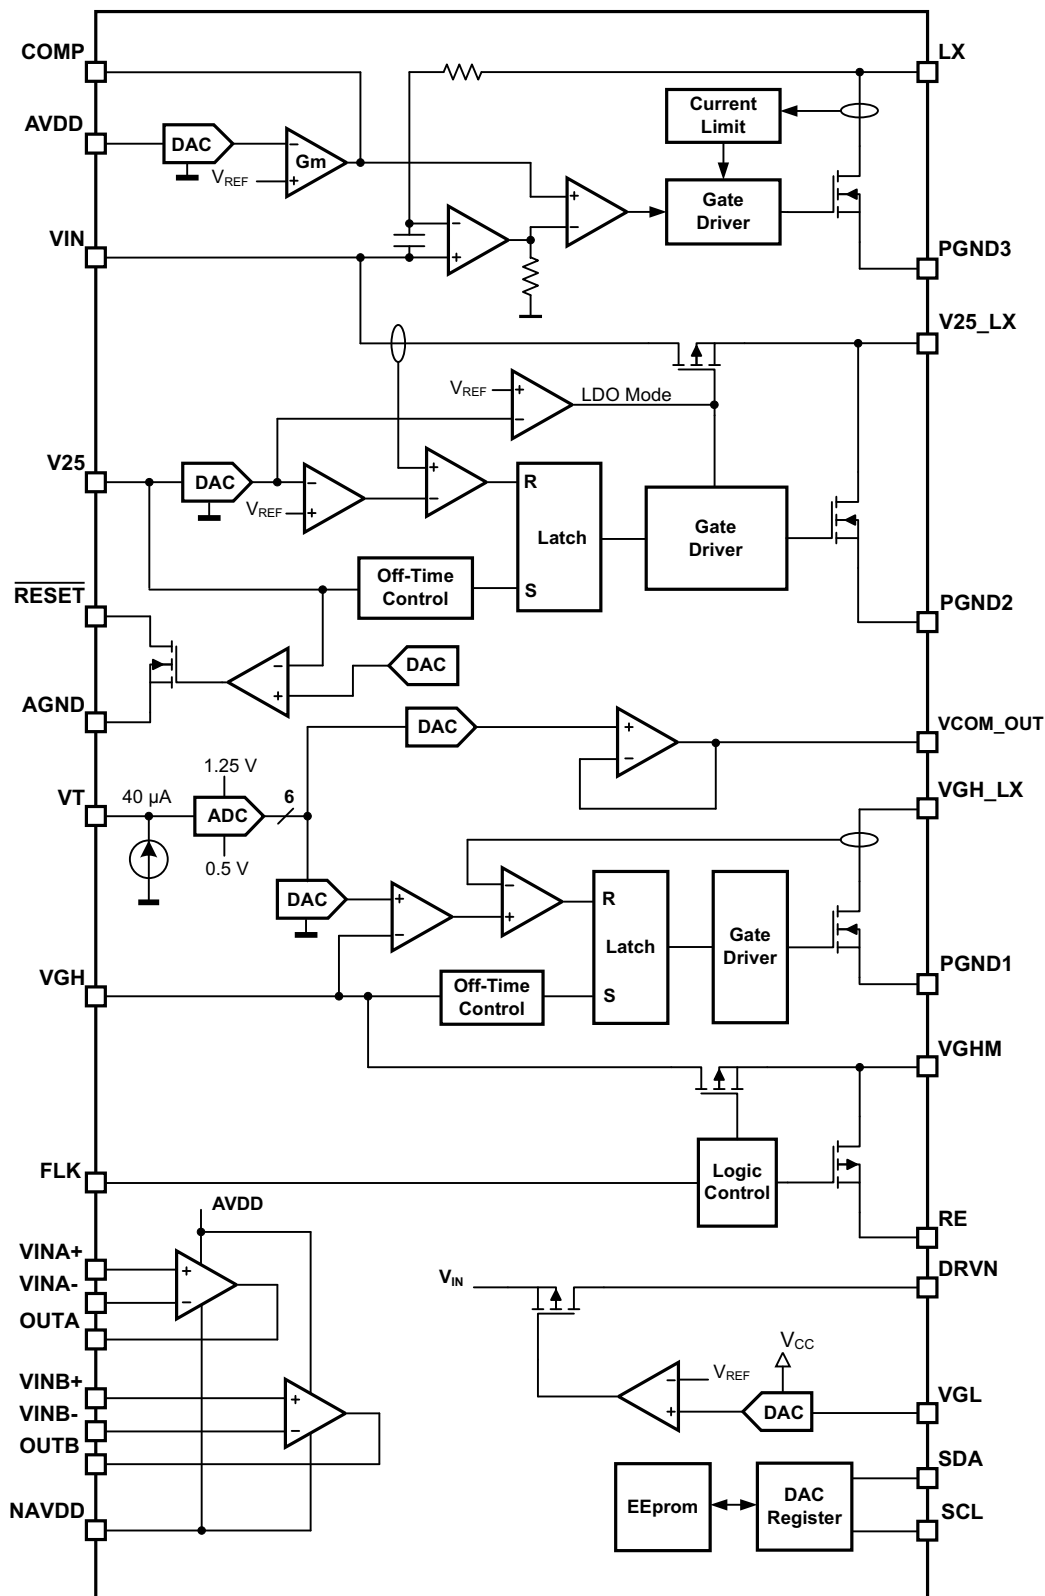 COMP
LX
AVDD
DAC
Gm
VREF
−
+
Current
Limit
Gate
Driver
+
−
VIN
−
+
PGND3
V25_LX
VREF
+
−
LDO Mode
V25
DAC
VREF
−
+
+
−
R
Latch
S
Gate
Driver
Off-Time
Control
RESET
PGND2
−
+
DAC
AGND
DAC
+
−
VCOM_OUT
1.25 V
VT
40 µA
ADC
6
0.5 V
VGH_LX
DAC
+
−
−
+
R
Latch
S
Gate
Driver
VGH
Off-Time
Control
PGND1
VGHM
FLK
Logic
Control
RE
AVDD
VINA+
VINA-
OUTA
+
−
VIN
DRVN
VINB+
VINB-
OUTB
+
−
VCC
VREF
−
+
DAC
VGL
NAVDD
EEprom
DAC
Register
SDA
SCL